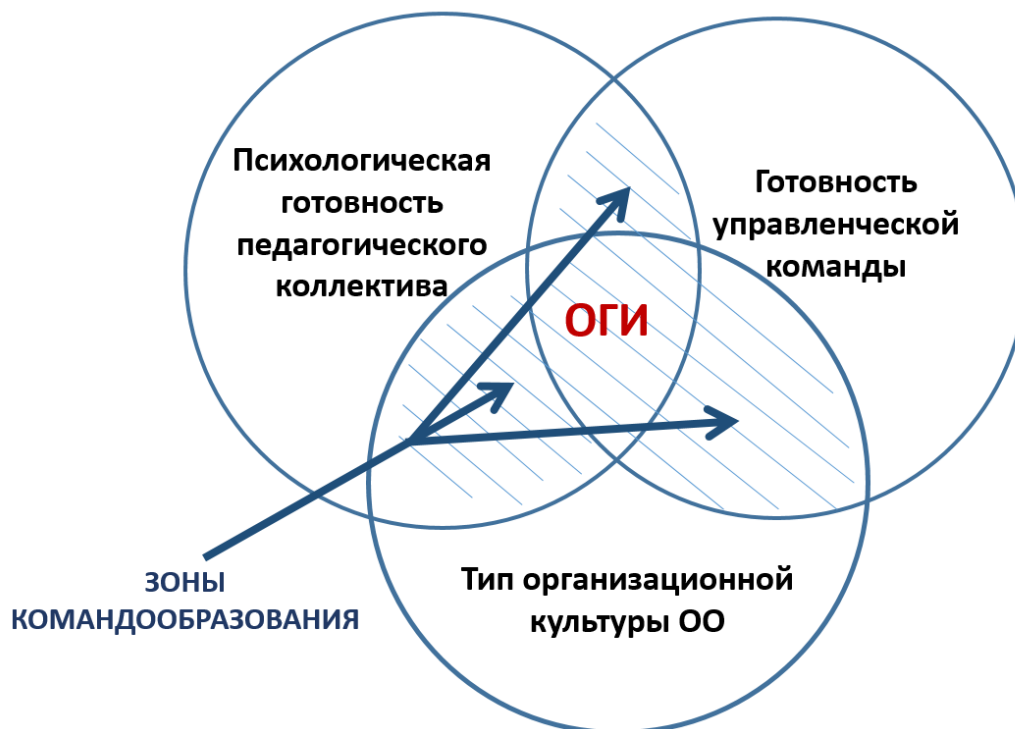 Психологическая
готовность
педагогического
коллектива
Готовность
управленческой
команды
ОГИ
ЗОНЫ
КОМАНДООБРАЗОВАНИЯ
Тип организационной
культуры ОО